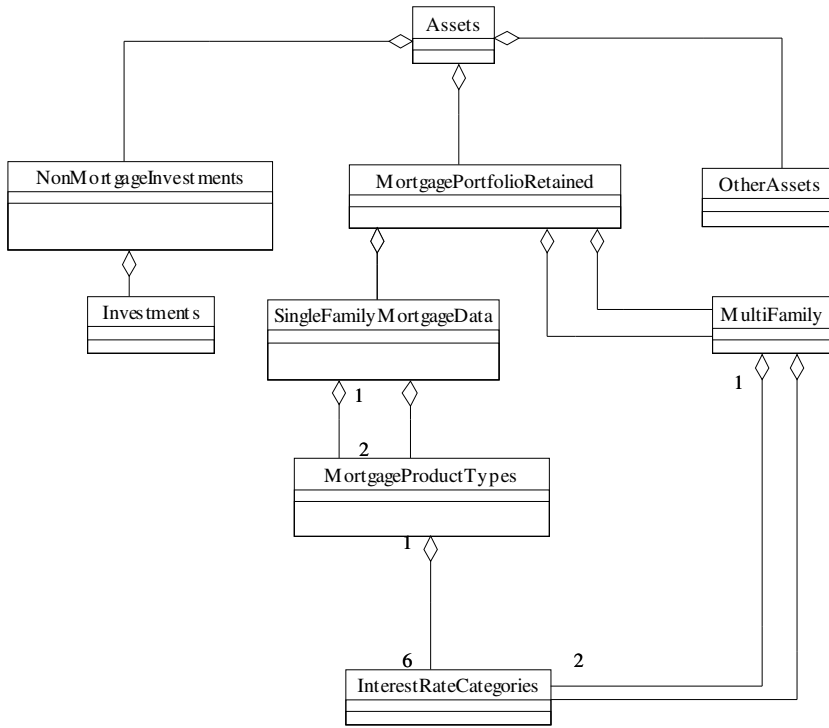 Assets
NonMortgageInvestments
MortgagePortfolioRetained
OtherAssets
Investments
SingleFamilyMortgageData
MultiFamily
1
1
2
MortgageProductTypes
1
6
2
InterestRateCategories